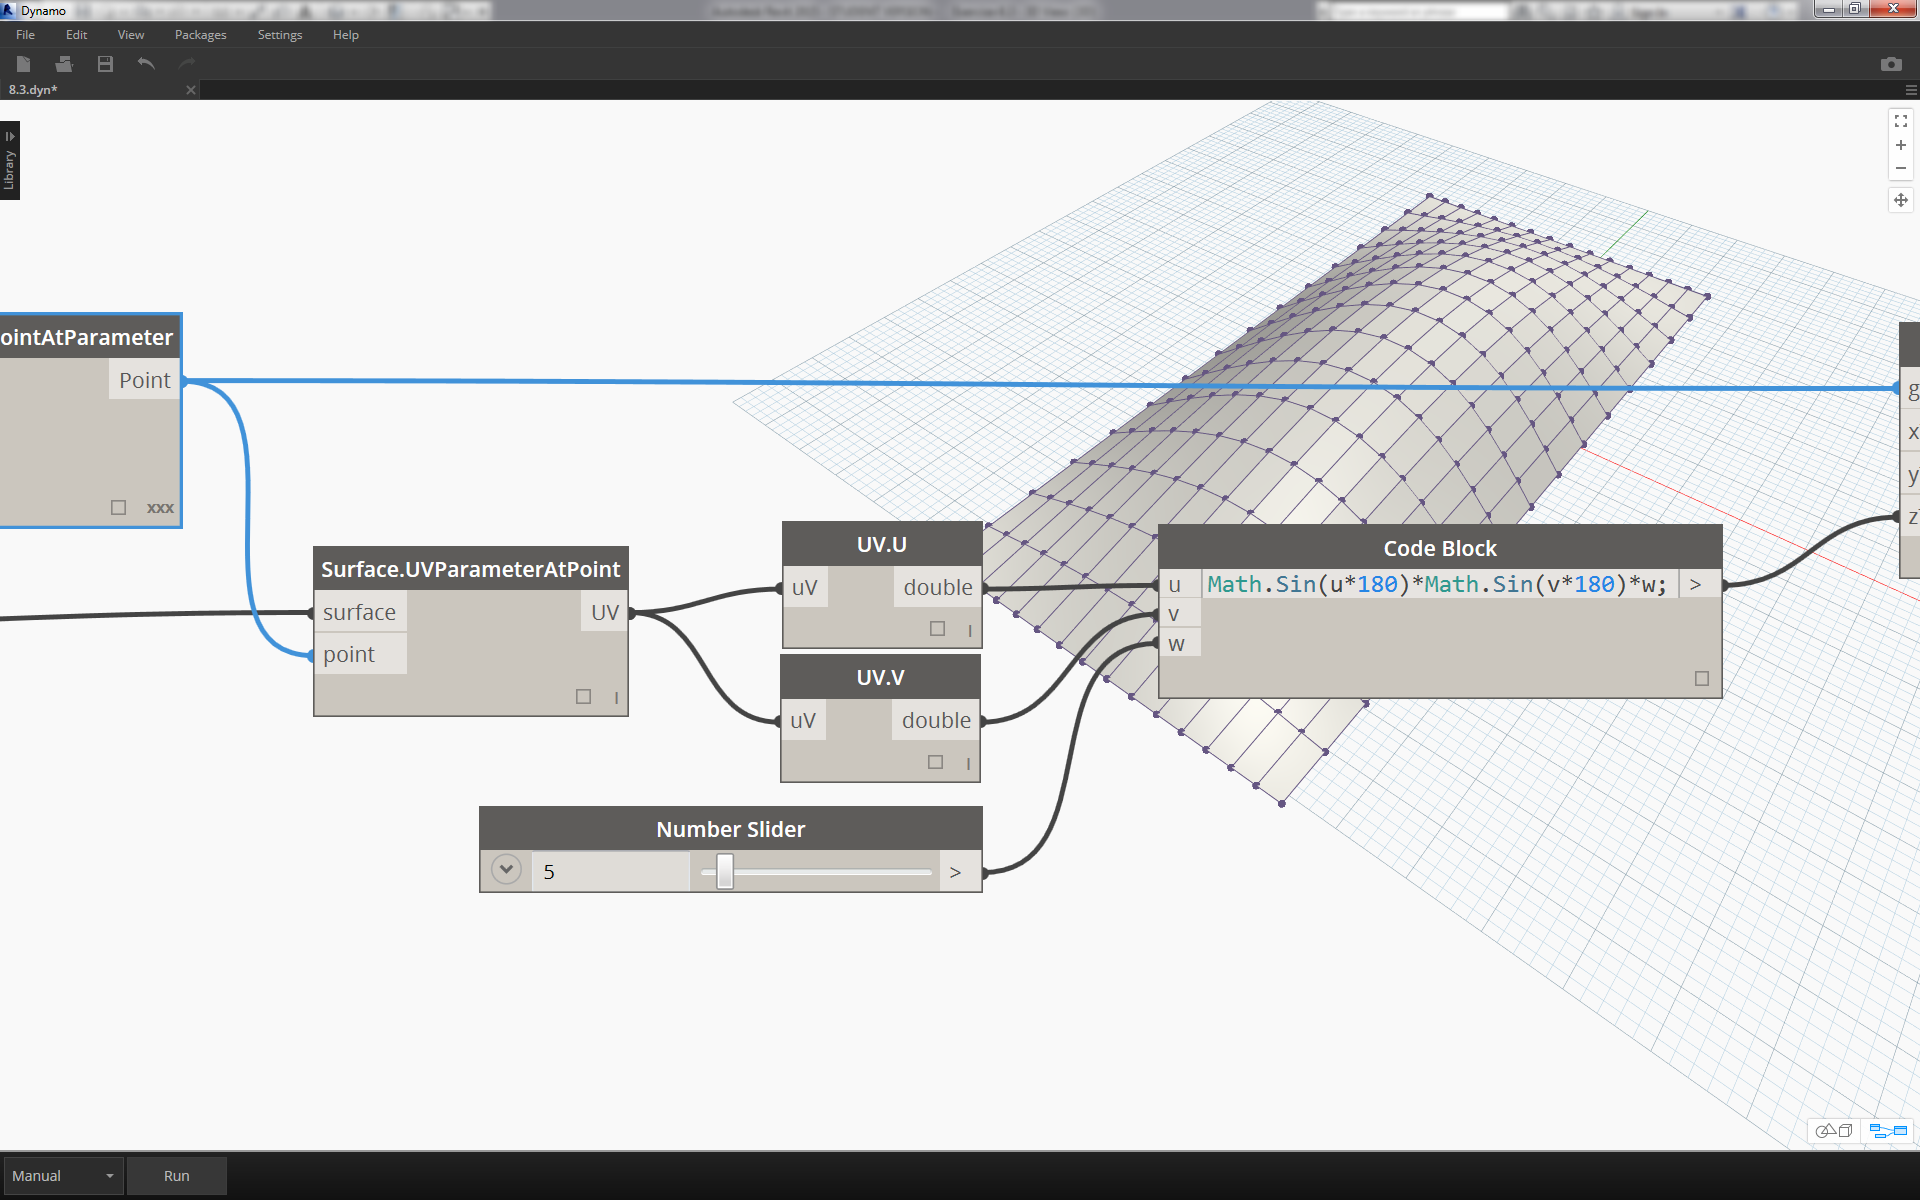 Dynamo
File Edit View Packages Settings Help
8.3.dyn*
Library
ointAtParameter
Point
xxx
g
x
y
z
Surface.UVParameterAtPoint
surface UV
point
I
UV.U
uV double
I
UV.V
uV double
I
Code Block
u Math.Sin(u*180)*Math.Sin(v*180)*w; >
v
w
Number Slider
5 >
Manual Run